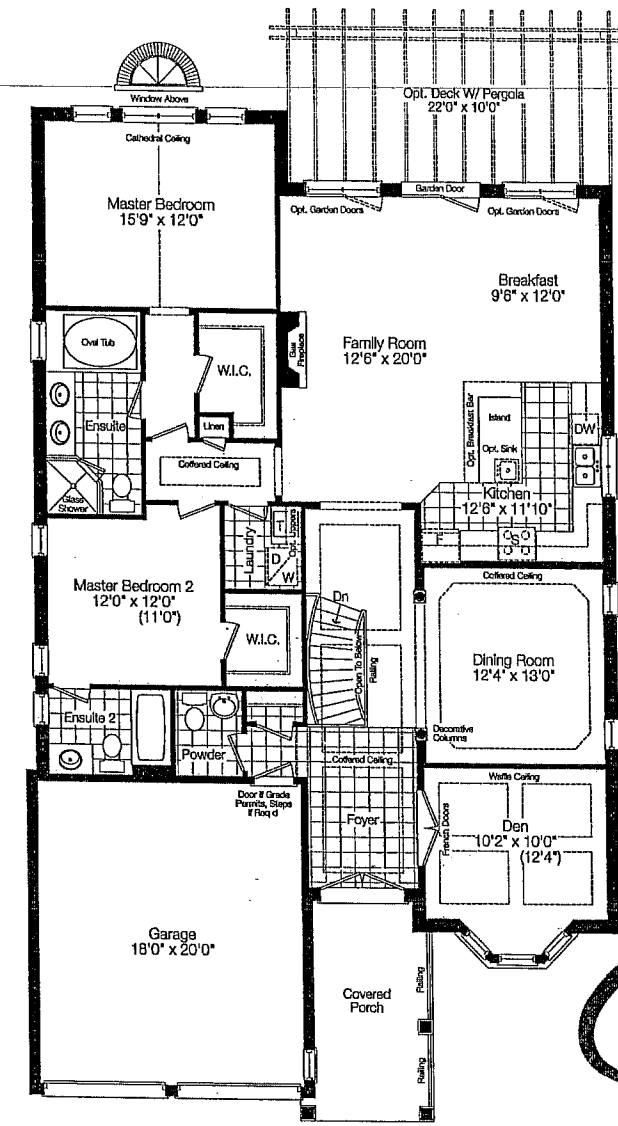 Opt. Deck W/ Pergola
22'0" x 10'0"
Window Above
Cathedral Ceiling
Master Bedroom
15'9" x 12'0"
Opt. Garden Doors
Garden Door
Opt. Garden Doors
Breakfast
9'6" x 12'0"
Family Room
12'6" x 20'0"
Gas
Fireplace
Oval Tub
W.I.C.
Ensuite
Linen
Coffered Ceiling
Glass
Shower
Opt. Breakfast Bar
Island
Opt. Sink
DW
Kitchen
12'6" x 11'10"
F
S
Laundry
T
Opt. Uppers
D
W
Master Bedroom 2
12'0" x 12'0"
(11'0")
W.I.C.
Dn
Open To Below
Railing
Coffered Ceiling
Dining Room
12'4" x 13'0"
Decorative
Columns
Ensuite 2
Powder
Coffered Ceiling
Door If Grade
Permits, Steps
If Req'd
Foyer
Waffle Ceiling
French Doors
Den
10'2" x 10'0"
(12'4")
Garage
18'0" x 20'0"
Covered
Porch
Railing
Railing